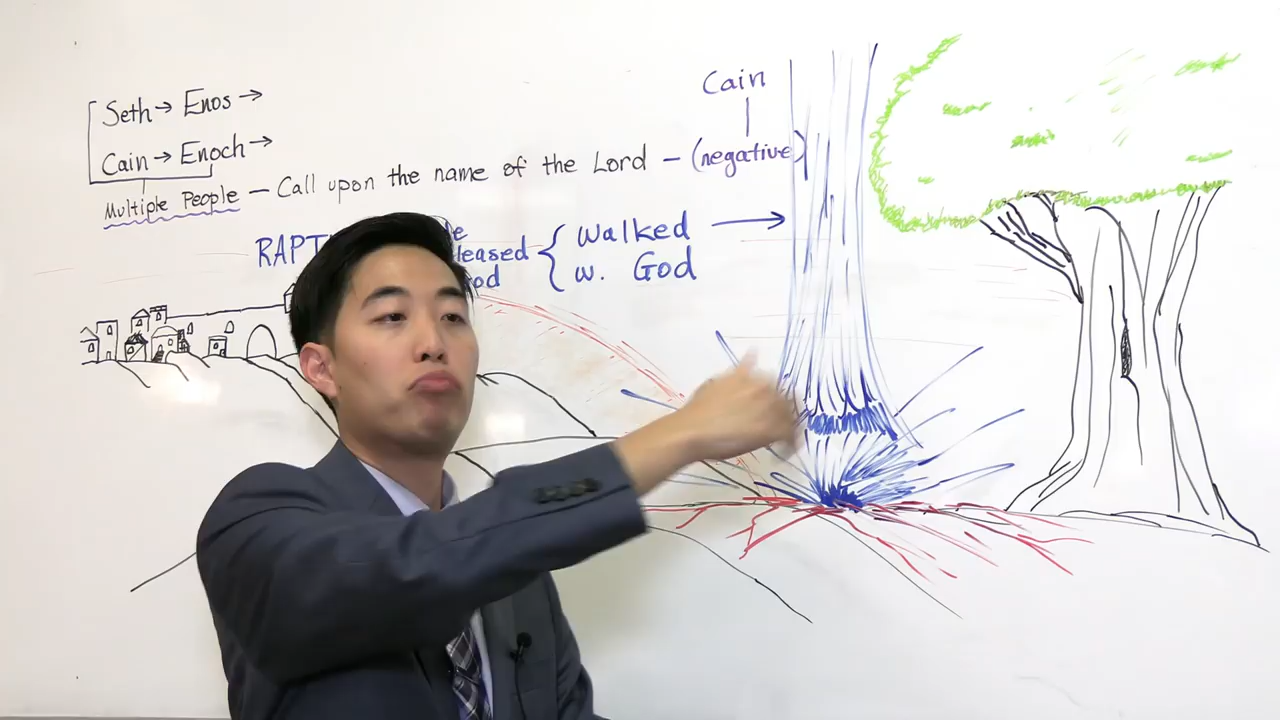 Seth → Enos →
Cain → Enoch →
Multiple People – Call upon the name of the Lord – (negative)
Cain
RAPT
leased
Walked
w. God